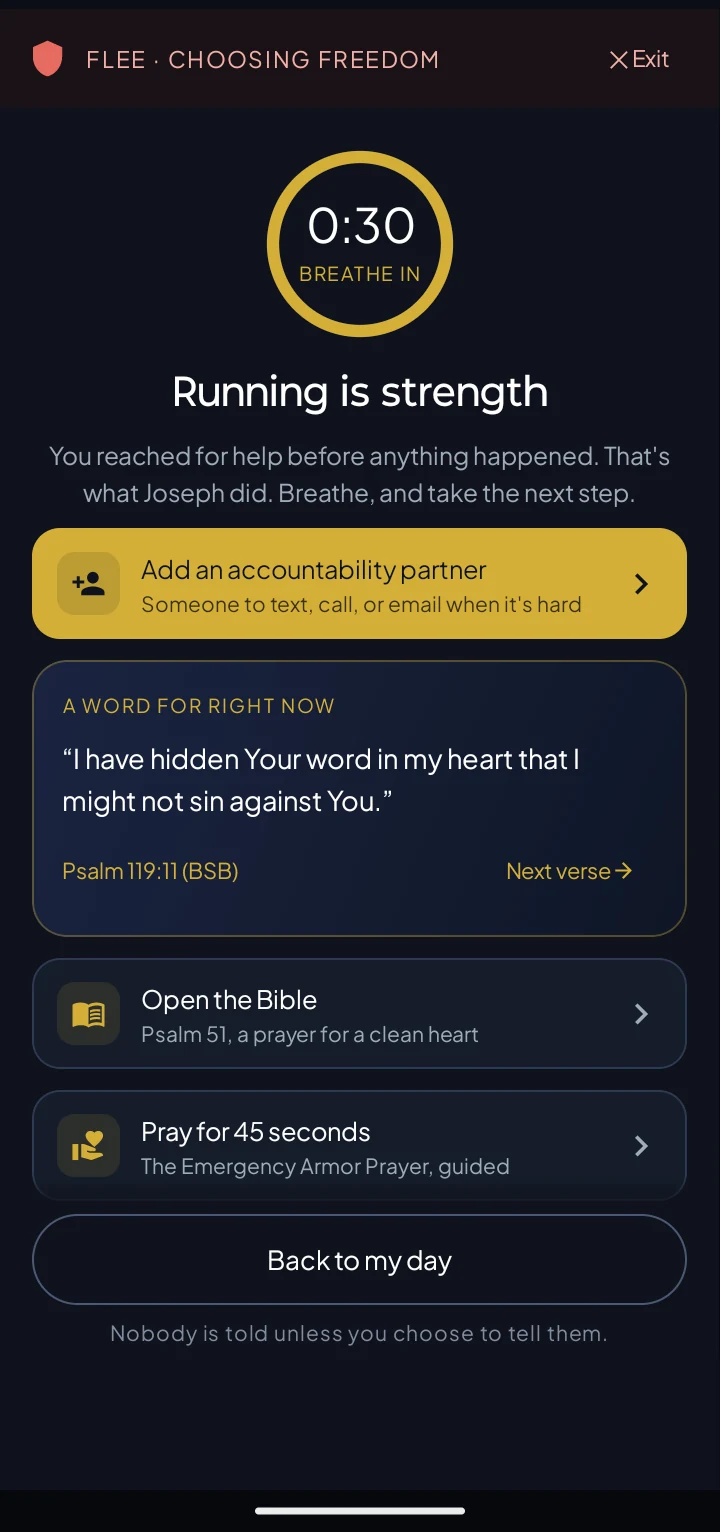 FLEE · CHOOSING FREEDOM
Exit
0:30
BREATHE IN
Running is strength
You reached for help before anything happened. That's
what Joseph did. Breathe, and take the next step.
Add an accountability partner
Someone to text, call, or email when it's hard
A WORD FOR RIGHT NOW
“I have hidden Your word in my heart that I
might not sin against You.”
Psalm 119:11 (BSB)
Next verse →
Open the Bible
Psalm 51, a prayer for a clean heart
Pray for 45 seconds
The Emergency Armor Prayer, guided
Back to my day
Nobody is told unless you choose to tell them.